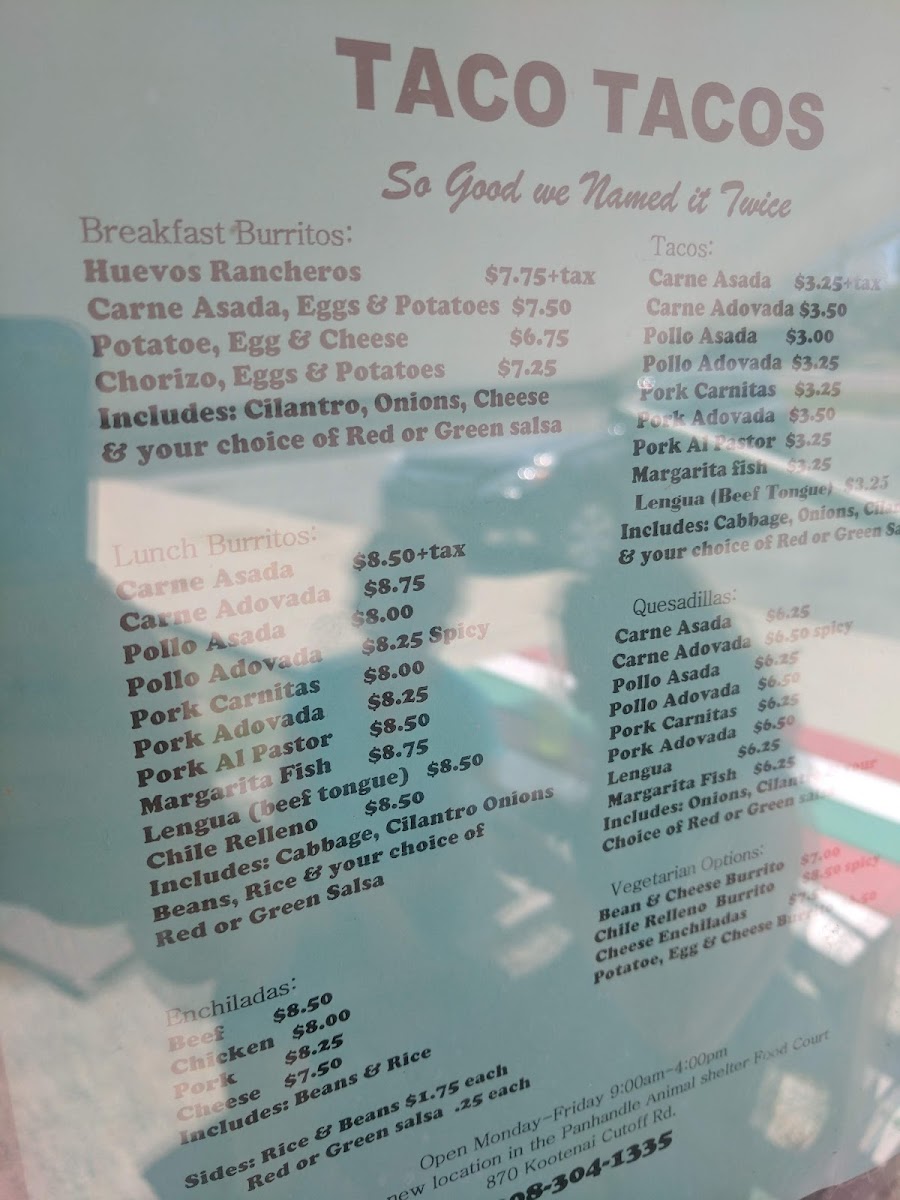 TACO TACOS
So Good we Named it Twice
Breakfast Burritos:
Huevos Rancheros $7.75+tax
Carne Asada, Eggs & Potatoes $7.50
Potatoe, Egg & Cheese $6.75
Chorizo, Eggs & Potatoes $7.25
Includes: Cilantro, Onions, Cheese
& your choice of Red or Green salsa
Lunch Burritos:
Carne Asada $8.50+tax
Carne Adovada $8.75
Pollo Asada $8.00
Pollo Adovada $8.25 Spicy
Pork Carnitas $8.00
Pork Adovada $8.25
Pork Al Pastor $8.50
Margarita Fish $8.75
Lengua (beef tongue) $8.50
Chile Relleno $8.50
Includes: Cabbage, Cilantro Onions
Beans, Rice & your choice of
Red or Green Salsa
Enchiladas:
Beef $8.50
Chicken $8.00
Pork $8.25
Cheese $7.50
Includes: Beans & Rice
Sides: Rice & Beans $1.75 each
Red or Green salsa .25 each
Tacos:
Carne Asada $3.25+tax
Carne Adovada $3.50
Pollo Asada $3.00
Pollo Adovada $3.25
Pork Carnitas $3.25
Pork Adovada $3.50
Pork Al Pastor $3.25
Margarita fish $3.25
Lengua (Beef Tongue) $3.25
Includes: Cabbage, Onions,
& your choice of Red or Green
Quesadillas:
Carne Asada $6.25
Carne Adovada $6.50 spicy
Pollo Asada $6.25
Pollo Adovada $6.50
Pork Carnitas $6.25
Pork Adovada $6.50
Lengua $6.25
Margarita Fish $6.25
Includes: Onions, your
Choice of Red or Green
Vegetarian Options:
Bean & Cheese Burrito $7.00
Chile Relleno Burrito $8.50 spicy
Cheese Enchiladas
Potatoe, Egg & Cheese
Open Monday-Friday 9:00am-4:00pm
new location in the Panhandle Animal shelter Food Court
870 Kootenai Cutoff Rd.
08-304-1335